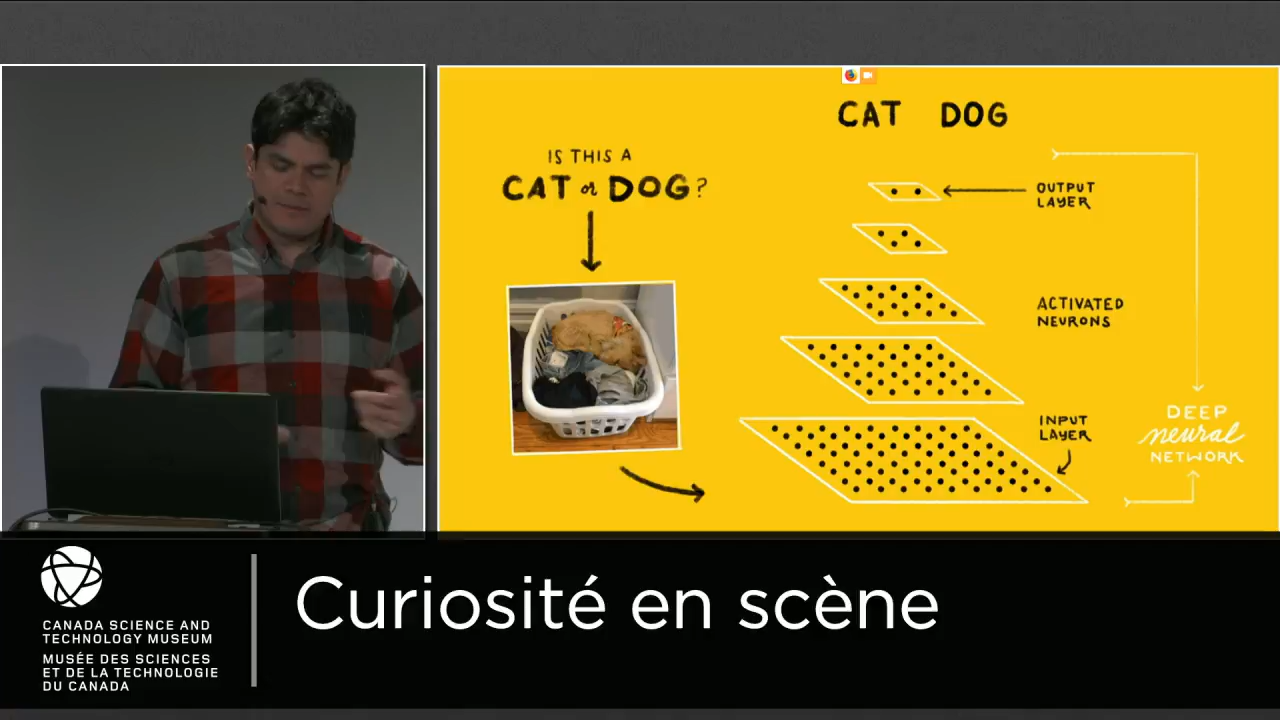 CAT DOG
IS THIS A
CAT or DOG?
OUTPUT
LAYER
ACTIVATED
NEURONS
INPUT
LAYER
DEEP
neural
NETWORK
CANADA SCIENCE AND
TECHNOLOGY MUSEUM
MUSÉE DES SCIENCES
ET DE LA TECHNOLOGIE
DU CANADA
Curiosité en scène